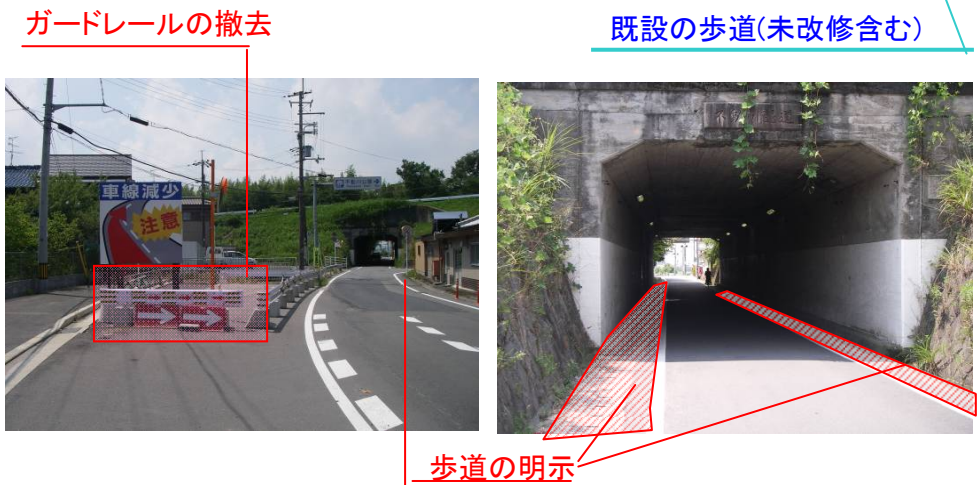 ガードレールの撤去
既設の歩道(未改修含む)
車線減少
注意
歩道の明示